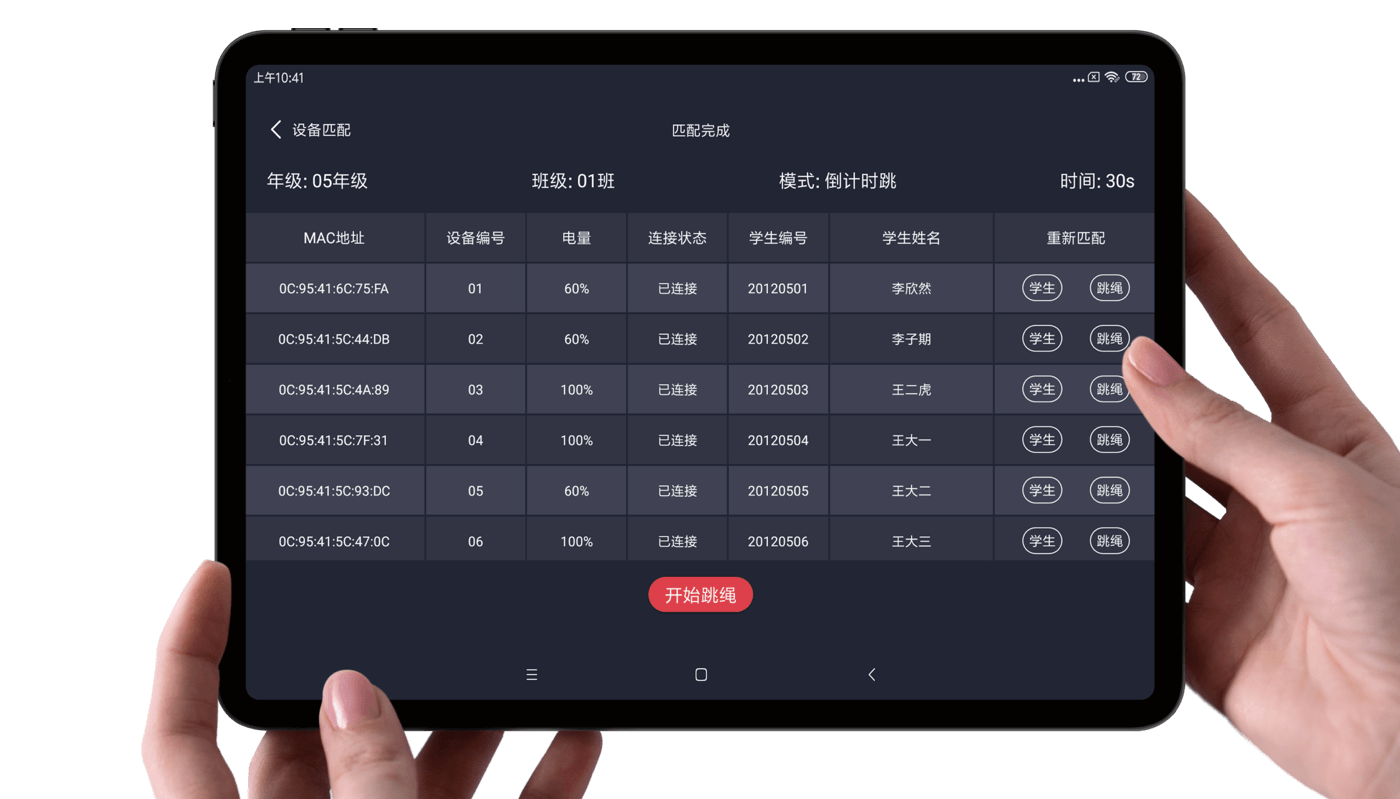 上午10:41 72
设备匹配 匹配完成
年级: 05年级 班级: 01班 模式: 倒计时跳 时间: 30s
MAC地址 设备编号 电量 连接状态 学生编号 学生姓名 重新匹配
0C:95:41:6C:75:FA 01 60% 已连接 20120501 李欣然 学生 跳绳
0C:95:41:5C:44:DB 02 60% 已连接 20120502 李子期 学生 跳绳
0C:95:41:5C:4A:89 03 100% 已连接 20120503 王二虎 学生 跳绳
0C:95:41:5C:7F:31 04 100% 已连接 20120504 王大一 学生 跳绳
0C:95:41:5C:93:DC 05 60% 已连接 20120505 王大二 学生 跳绳
0C:95:41:5C:47:0C 06 100% 已连接 20120506 王大三 学生 跳绳
开始跳绳